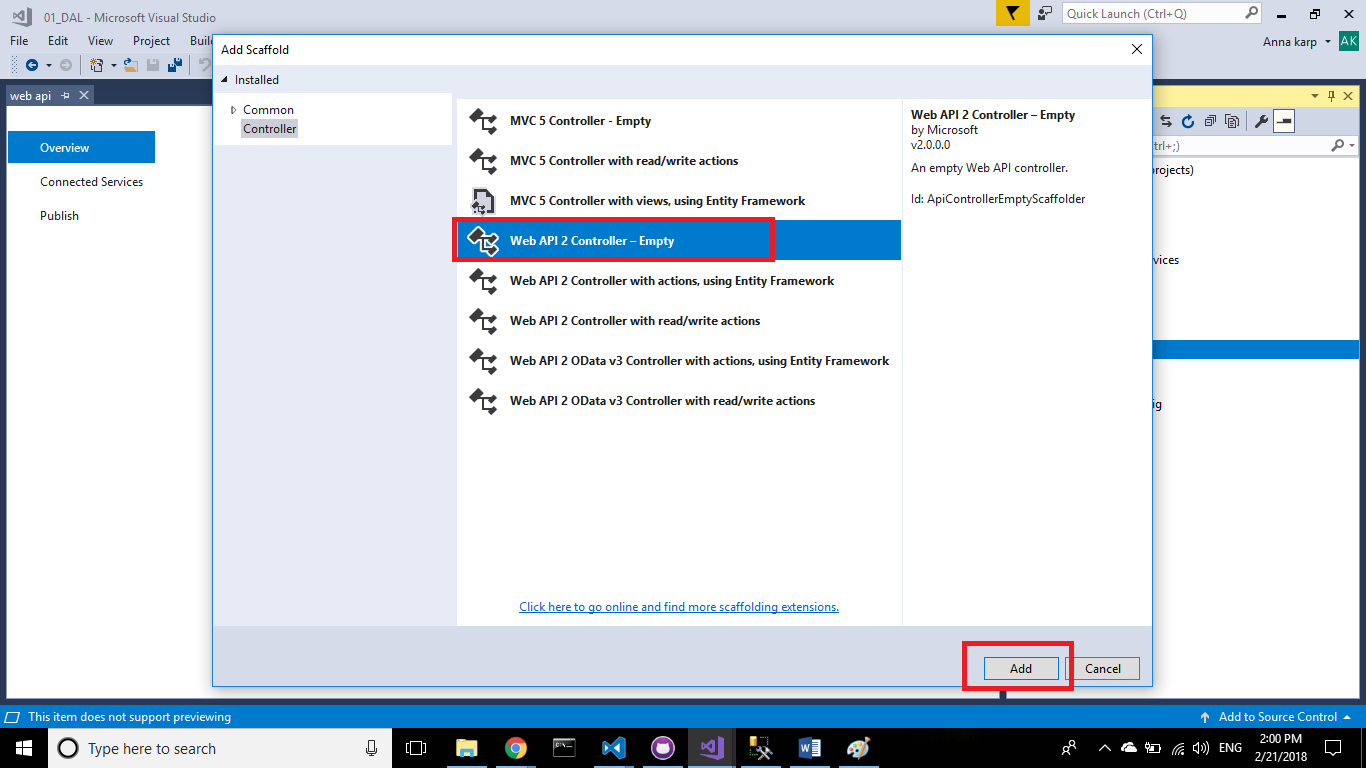 01_DAL - Microsoft Visual Studio
Quick Launch (Ctrl+Q)
File Edit View Project
Anna karp
AK
Add Scaffold
Installed
web api
Common
Controller
Overview
Connected Services
Publish
MVC 5 Controller - Empty
MVC 5 Controller with read/write actions
MVC 5 Controller with views, using Entity Framework
Web API 2 Controller – Empty
Web API 2 Controller with actions, using Entity Framework
Web API 2 Controller with read/write actions
Web API 2 OData v3 Controller with actions, using Entity Framework
Web API 2 OData v3 Controller with read/write actions
Click here to go online and find more scaffolding extensions.
Web API 2 Controller – Empty
by Microsoft
v2.0.0.0
An empty Web API controller.
Id: ApiControllerEmptyScaffolder
Add
Cancel
This item does not support previewing
Add to Source Control
Type here to search
ENG
2:00 PM
2/21/2018